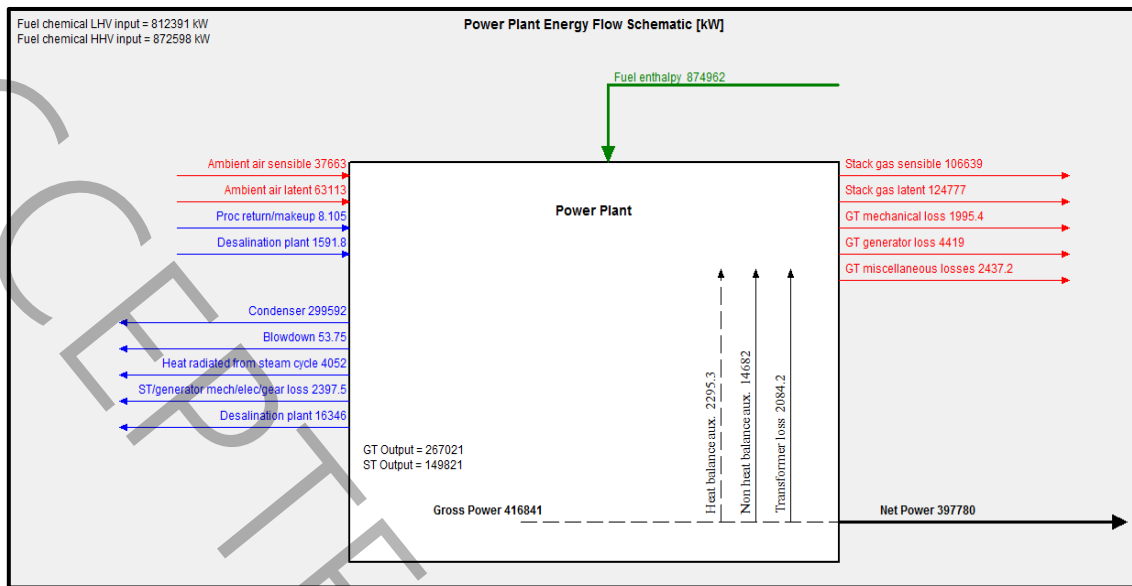 Fuel chemical LHV input = 812391 kW
Fuel chemical HHV input = 872598 kW
Power Plant Energy Flow Schematic [kW]
Fuel enthalpy 874962
Ambient air sensible 37663
Ambient air latent 63113
Proc return/makeup 8.105
Desalination plant 1591.8
Power Plant
Stack gas sensible 106639
Stack gas latent 124777
GT mechanical loss 1995.4
GT generator loss 4419
GT miscellaneous losses 2437.2
Condenser 299592
Blowdown 53.75
Heat radiated from steam cycle 4052
ST/generator mech/elec/gear loss 2397.5
Desalination plant 16346
Heat balance aux. 2295.3
Non heat balance aux. 14682
Transformer loss 2084.2
GT Output = 267021
ST Output = 149821
Gross Power 416841
Net Power 397780
CCEPTE